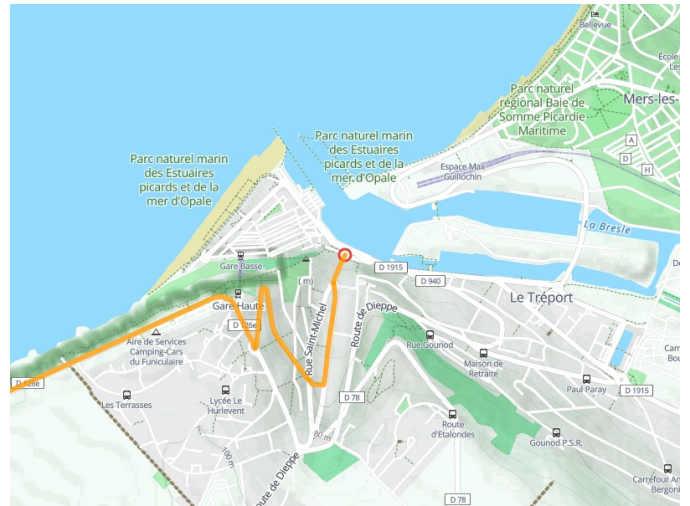 Bellevue
École
Les
Parc naturel
régional Baie de
Somme Picardie
Maritime
Mers-les-
Parc naturel marin
des Estuaires
picards et de la
mer d'Opale
Parc naturel marin
des Estuaires
picards et de la
mer d'Opale
A
D
H
Espace Max
Guillochin
La Bresle
Gare Basse
D 1915
( m)
D 940
Gare Haute
Le Tréport
D 126e
Aire de Services
Camping-Cars
du Funiculaire
Rue Saint-Michel
Route de Dieppe
Rue Gounod
Maison de
Retraite
D 126e
Les Terrasses
Lycée Le
Hurlevent
D 78
Paul Paray
D 1915
Route
d'Etalondes
80 m
100 m
Gounod P.S.R.
Route de Dieppe
Carrefour An
Bergoni
D 78